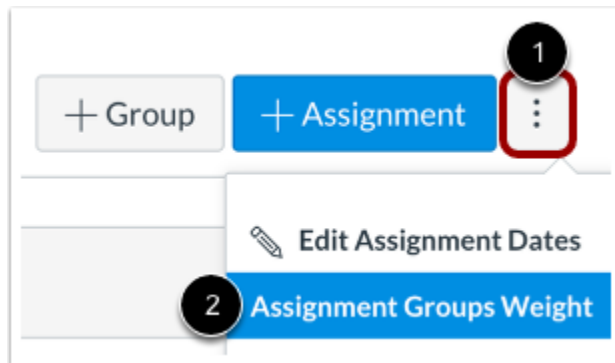 1
+ Group + Assignment
Edit Assignment Dates
2 Assignment Groups Weight